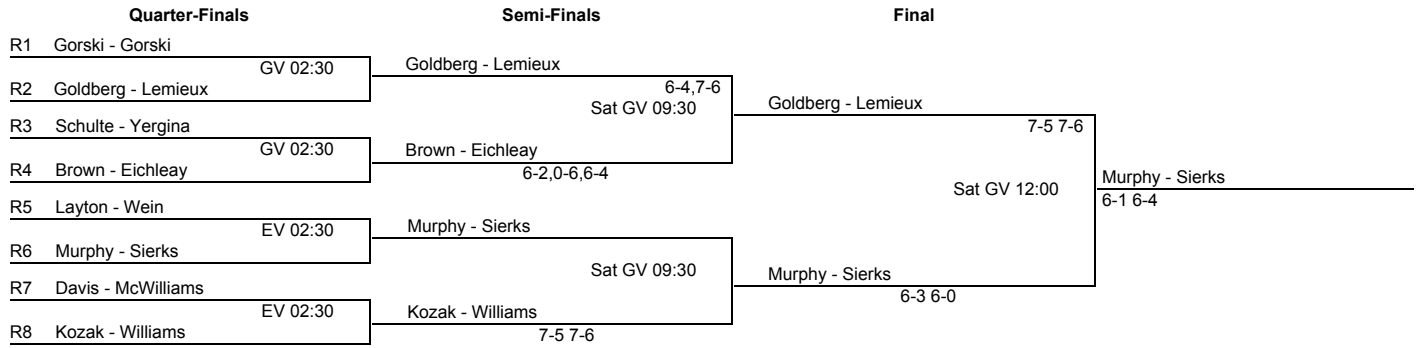 Quarter-Finals Semi-Finals Final
R1 Gorski - Gorski
GV 02:30
Goldberg - Lemieux
R2 Goldberg - Lemieux
6-4,7-6
Sat GV 09:30
Goldberg - Lemieux
R3 Schulte - Yergina
7-5 7-6
GV 02:30
Brown - Eichleay
R4 Brown - Eichleay
6-2,0-6,6-4
Sat GV 12:00
Murphy - Sierks
6-1 6-4
R5 Layton - Wein
EV 02:30
Murphy - Sierks
R6 Murphy - Sierks
Sat GV 09:30
Murphy - Sierks
R7 Davis - McWilliams
6-3 6-0
EV 02:30
Kozak - Williams
R8 Kozak - Williams
7-5 7-6